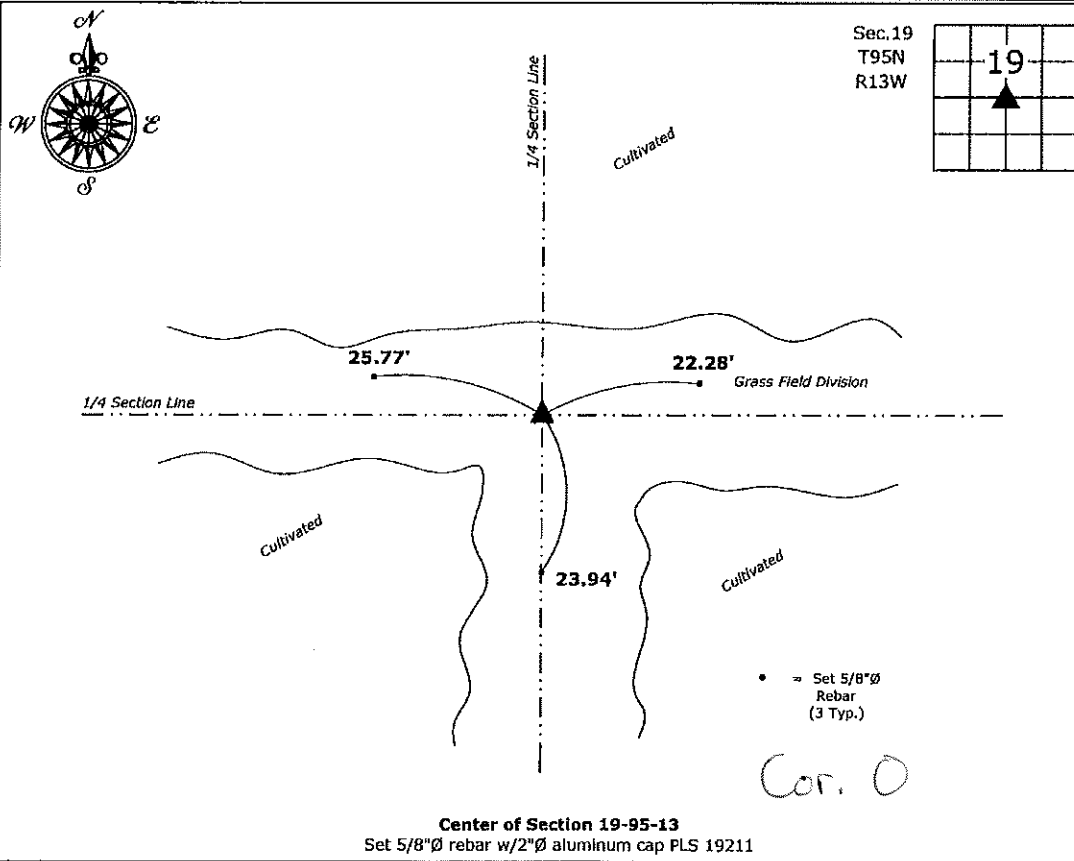 N
W
E
S
Sec.19
T95N
R13W
19
1/4 Section Line
Cultivated
25.77'
22.28'
Grass Field Division
1/4 Section Line
Cultivated
23.94'
Cultivated
• = Set 5/8"Ø
Rebar
(3 Typ.)
Cor. O
Center of Section 19-95-13
Set 5/8"Ø rebar w/2"Ø aluminum cap PLS 19211